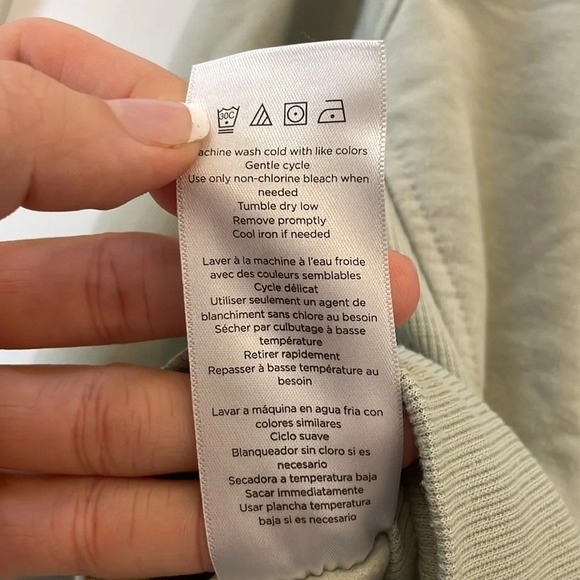 30C
achine wash cold with like colors
Gentle cycle
Use only non-chlorine bleach when
needed
Tumble dry low
Remove promptly
Cool iron if needed
Laver à la machine à l'eau froide
avec des couleurs semblables
Cycle délicat
Utiliser seulement un agent de
blanchiment sans chlore au besoin
Sécher par culbutage à basse
température
Retirer rapidement
Repasser à basse température au
besoin
Lavar a máquina en agua fria con
colores similares
Ciclo suave
Blanqueador sin cloro si es
necesario
Secadora a temperatura baja
Sacar immediatamente
Usar plancha temperatura
baja si es necesario